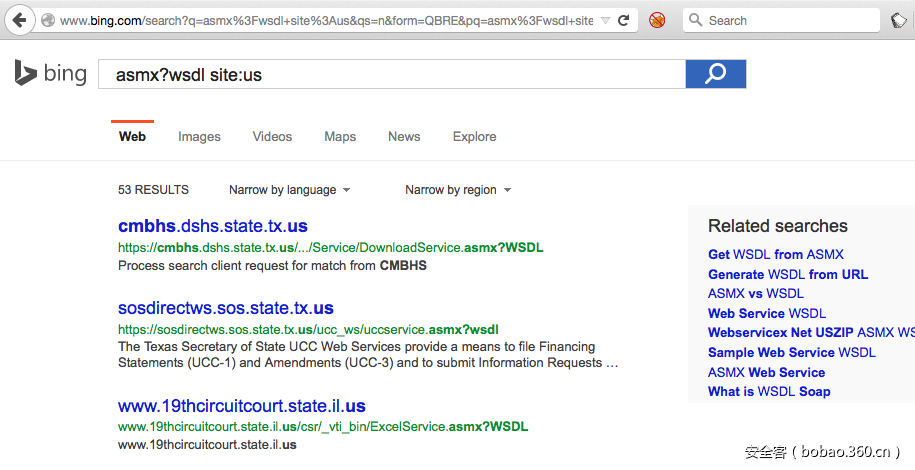 www.bing.com/search?q=asmx%3Fwsdl+site%3Aus&qs=n&form=QBRE&pq=asmx%3Fwsdl+site
Search
bing
asmx?wsdl site:us
Web Images Videos Maps News Explore
53 RESULTS Narrow by language Narrow by region
cmbhs.dshs.state.tx.us
https://cmbhs.dshs.state.tx.us/.../Service/DownloadService.asmx?WSDL
Process search client request for match from CMBHS
sosdirectws.sos.state.tx.us
https://sosdirectws.sos.state.tx.us/ucc_ws/uccservice.asmx?wsdl
The Texas Secretary of State UCC Web Services provide a means to file Financing
Statements (UCC-1) and Amendments (UCC-3) and to submit Information Requests ...
www.19thcircuitcourt.state.il.us
www.19thcircuitcourt.state.il.us/csr/_vti_bin/ExcelService.asmx?WSDL
www.19thcircuitcourt.state.il.us
Related searches
Get WSDL from ASMX
Generate WSDL from URL
ASMX vs WSDL
Web Service WSDL
Webservicex Net USZIP ASMX WS
Sample Web Service WSDL
ASMX Web Service
What is WSDL Soap
安全客（bobao.360.cn）